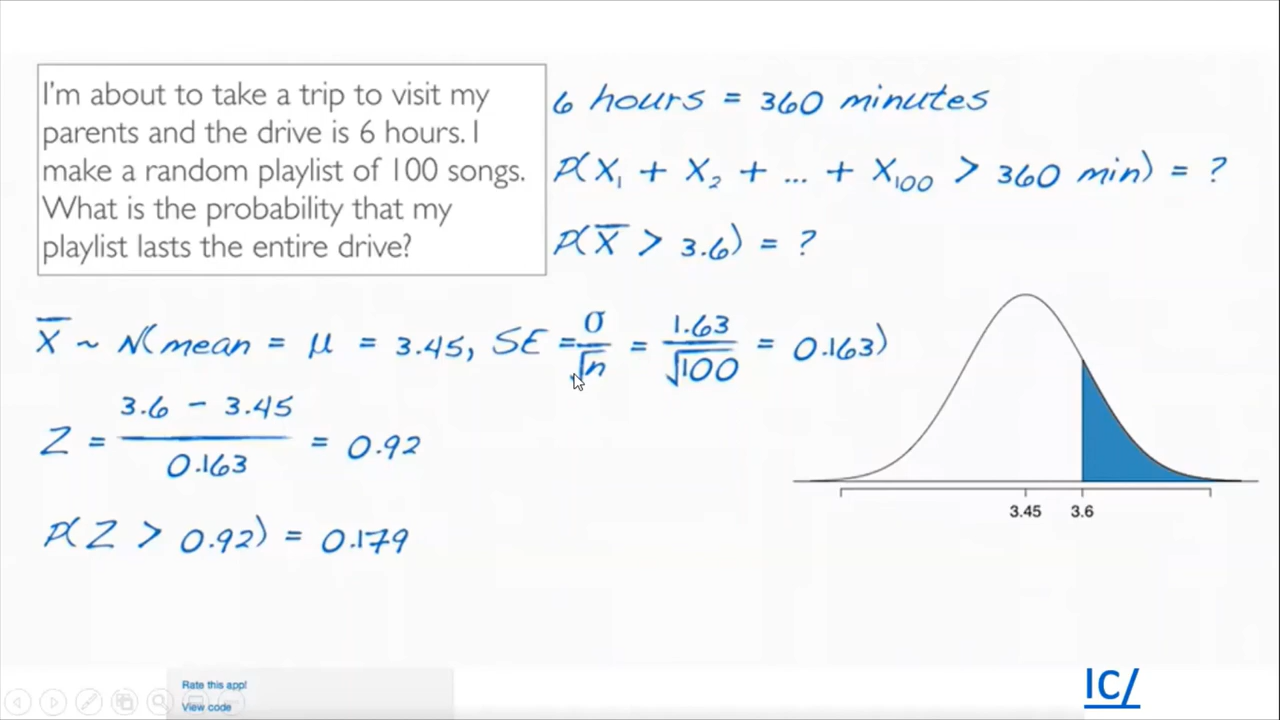 I'm about to take a trip to visit my
parents and the drive is 6 hours. I
make a random playlist of 100 songs.
What is the probability that my
playlist lasts the entire drive?
6 hours = 360 minutes
P(X₁ + X₂ + ... + X₁₀₀ > 360 min) = ?
P(X̅ > 3.6) = ?
X̅ ~ N(mean = μ = 3.45, SE = σ/√n = 1.63/√100 = 0.163)
Z = (3.6 - 3.45)/0.163 = 0.92
P(Z > 0.92) = 0.179
3.45 3.6
Rate this app!
View code
IC/